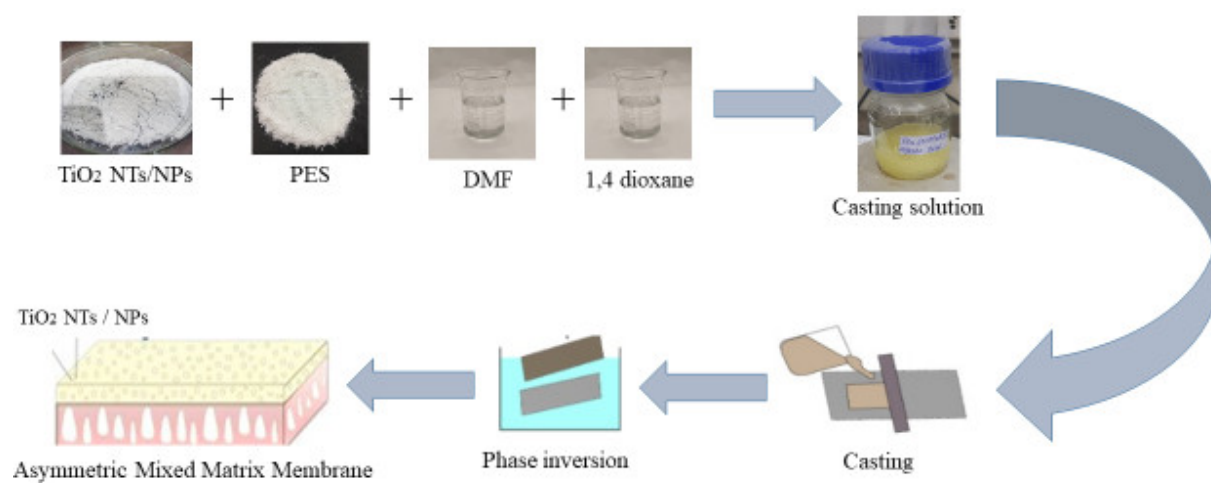 TiO2 NTs/NPs
+
PES
+
DMF
+
1,4 dioxane
Casting solution
TiO2 NTs / NPs
Asymmetric Mixed Matrix Membrane
Phase inversion
Casting